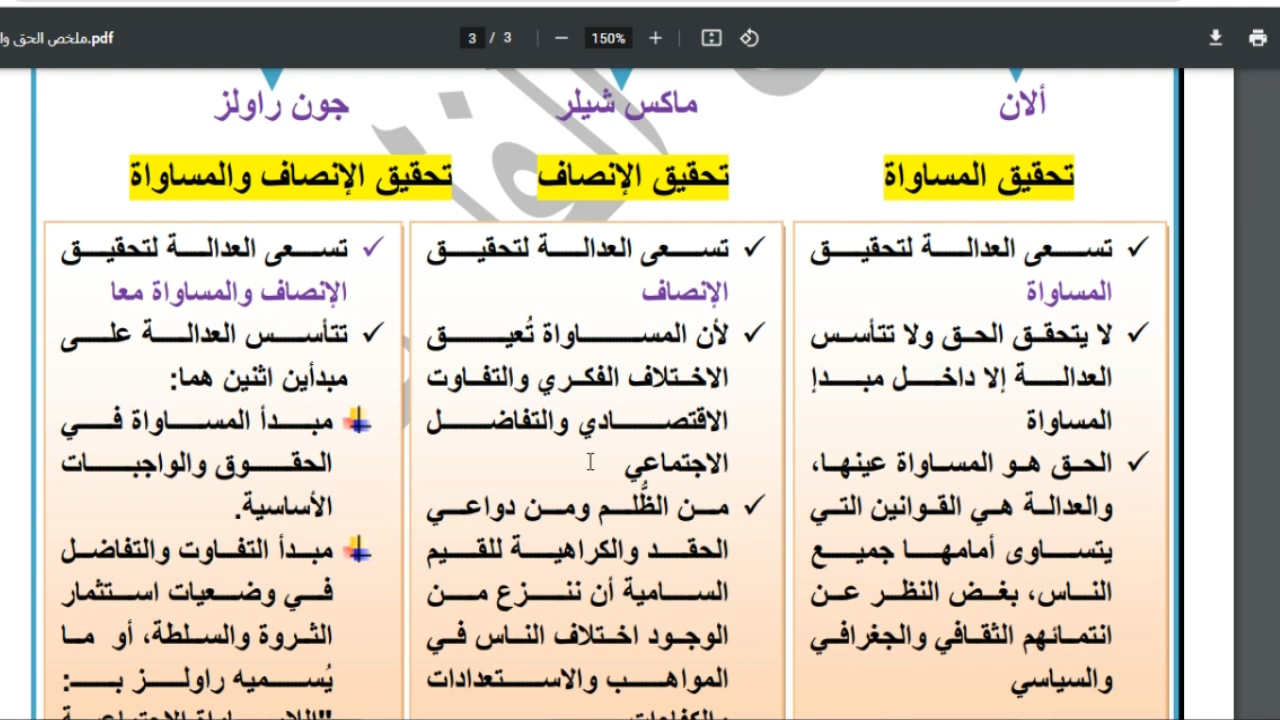 ملخص الحق وا.pdf
3 / 3
150%
ألان
تحقيق المساواة
تسعى العدالة لتحقيق
المساواة
لا يتحقق الحق ولا تتأسس
العدالة إلا داخل مبدإ
المساواة
الحق هو المساواة عينها،
والعدالة هي القوانين التي
يتساوى أمامها جميع
الناس، بغض النظر عن
انتمائهم الثقافي والجغرافي
والسياسي
ماكس شيلر
تحقيق الإنصاف
تسعى العدالة لتحقيق
الإنصاف
لأن المساواة تُعيق
الاختلاف الفكري والتفاوت
الاقتصادي والتفاضل
الاجتماعي
من الظُّلم ومن دواعي
الحقد والكراهية للقيم
السامية أن ننزع من
الوجود اختلاف الناس في
المواهب والاستعدادات
جون راولز
تحقيق الإنصاف والمساواة
تسعى العدالة لتحقيق
الإنصاف والمساواة معا
تتأسس العدالة على
مبدأين اثنين هما:
مبدأ المساواة في
الحقوق والواجبات
الأساسية.
مبدأ التفاوت والتفاضل
في وضعيات استثمار
الثروة والسلطة، أو ما
يُسميه راولز بـ: